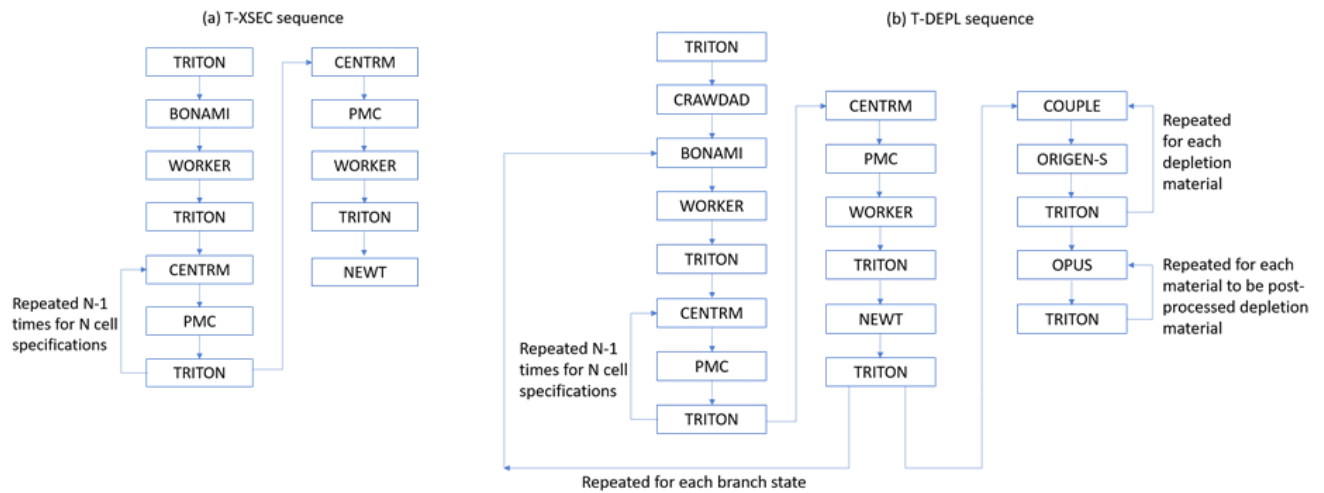 (a) T-XSEC sequence
TRITON
BONAMI
WORKER
TRITON
CENTRM
PMC
TRITON
Repeated N-1
times for N cell
specifications
CENTRM
PMC
WORKER
TRITON
NEWT
(b) T-DEPL sequence
TRITON
CRAWDAD
BONAMI
WORKER
TRITON
CENTRM
PMC
TRITON
Repeated N-1
times for N cell
specifications
CENTRM
PMC
WORKER
TRITON
NEWT
TRITON
Repeated for each branch state
COUPLE
ORIGEN-S
TRITON
OPUS
TRITON
Repeated
for each
depletion
material
Repeated for each
material to be post-
processed depletion
material